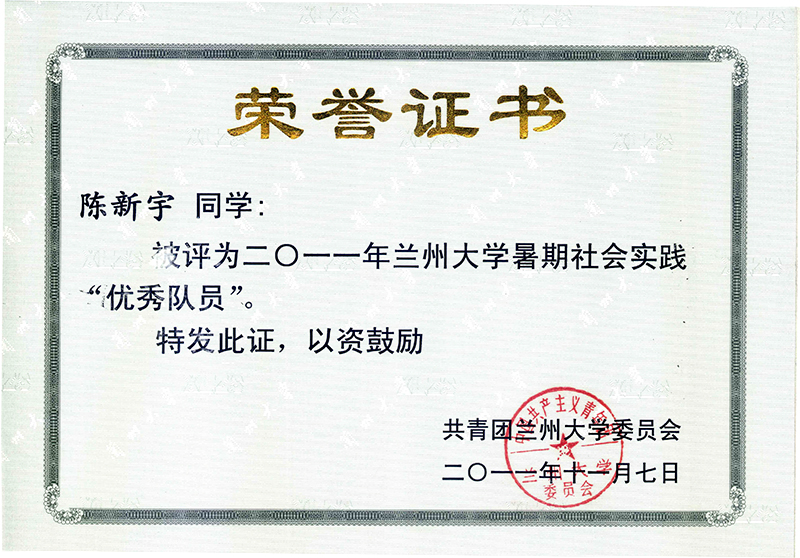 荣誉证书
陈新宇 同学:
被评为二〇一一年兰州大学暑期社会实践
“优秀队员”。
特发此证，以资鼓励
共青团兰州大学委员会
二〇一一年十一月七日
中国共产主义青年团
兰州大学
委员会